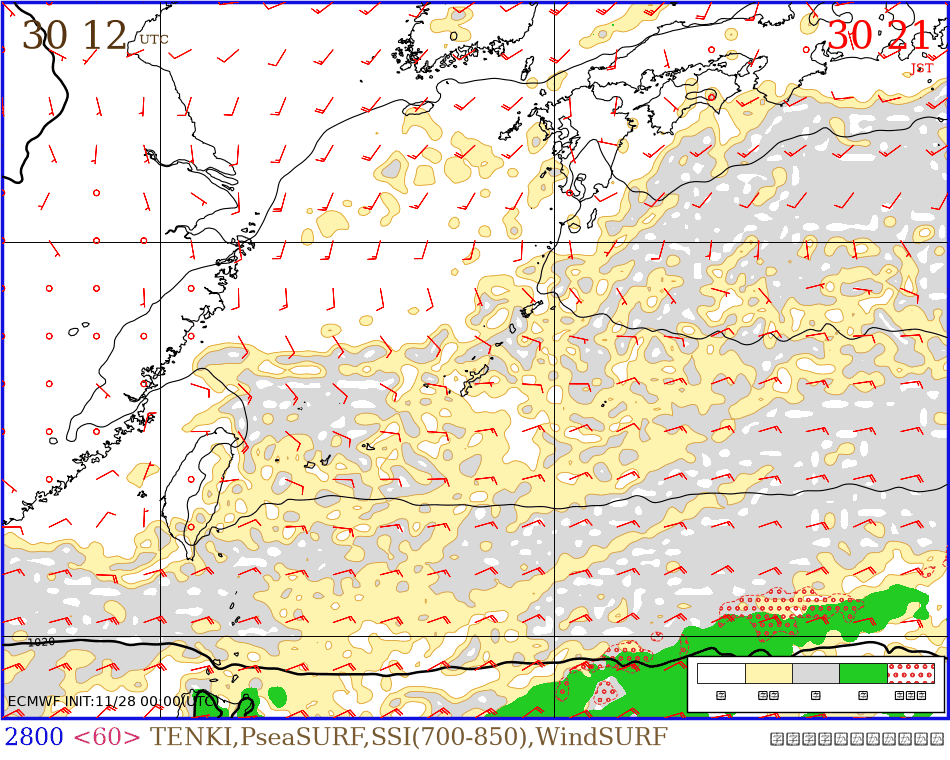 30 12 UTC
30 21
JST
1020
ECMWF INIT:11/28 00:00(UTC)
2800 <60> TENKI,PseaSURF,SSI(700-850),WindSURF